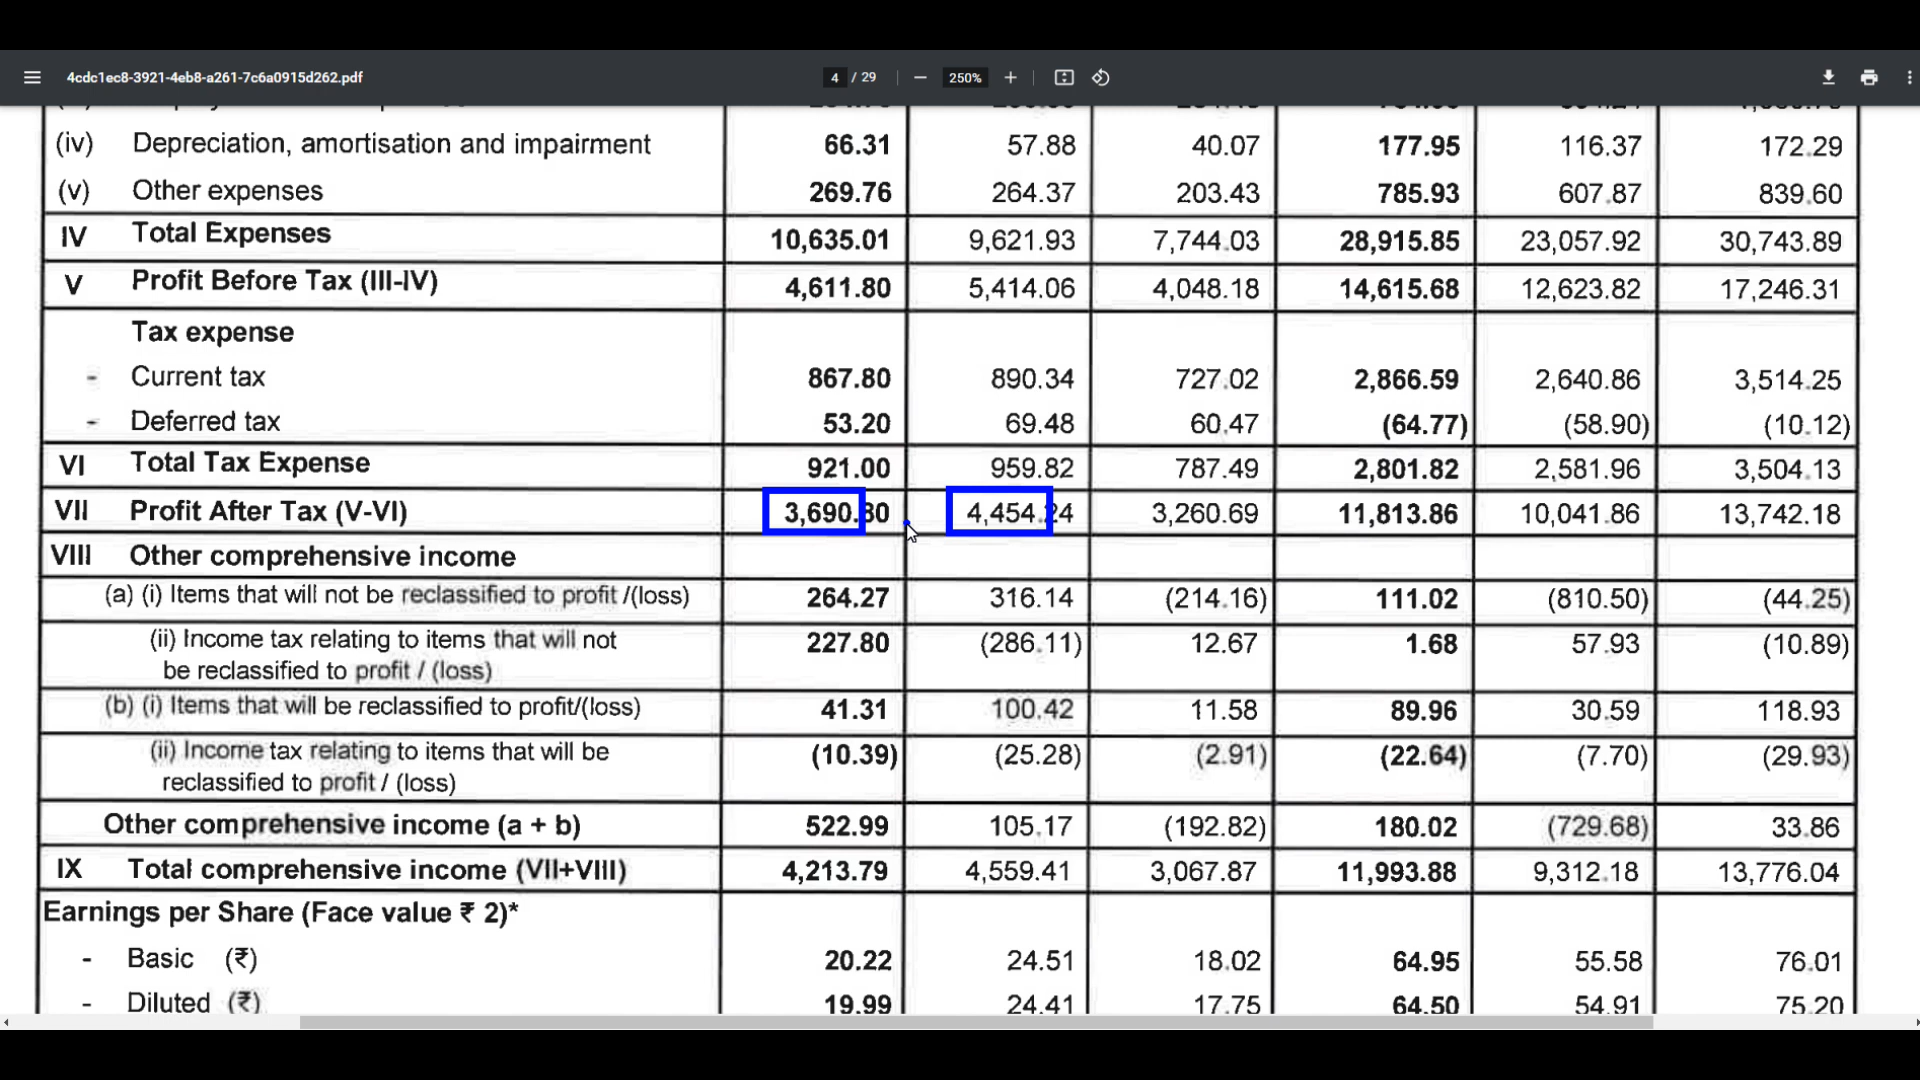 4cdc1ec8-3921-4eb8-a261-7c6a0915d262.pdf 4 / 29 250%
(iv) Depreciation, amortisation and impairment 66.31 57.88 40.07 177.95 116.37 172.29
(v) Other expenses 269.76 264.37 203.43 785.93 607.87 839.60
IV Total Expenses 10,635.01 9,621.93 7,744.03 28,915.85 23,057.92 30,743.89
V Profit Before Tax (III-IV) 4,611.80 5,414.06 4,048.18 14,615.68 12,623.82 17,246.31
Tax expense
- Current tax 867.80 890.34 727.02 2,866.59 2,640.86 3,514.25
- Deferred tax 53.20 69.48 60.47 (64.77) (58.90) (10.12)
VI Total Tax Expense 921.00 959.82 787.49 2,801.82 2,581.96 3,504.13
VII Profit After Tax (V-VI) 3,690.80 4,454.24 3,260.69 11,813.86 10,041.86 13,742.18
VIII Other comprehensive income
(a) (i) Items that will not be reclassified to profit /(loss) 264.27 316.14 (214.16) 111.02 (810.50) (44.25)
(ii) Income tax relating to items that will not 227.80 (286.11) 12.67 1.68 57.93 (10.89)
be reclassified to profit / (loss)
(b) (i) Items that will be reclassified to profit/(loss) 41.31 100.42 11.58 89.96 30.59 118.93
(ii) Income tax relating to items that will be (10.39) (25.28) (2.91) (22.64) (7.70) (29.93)
reclassified to profit / (loss)
Other comprehensive income (a + b) 522.99 105.17 (192.82) 180.02 (729.68) 33.86
IX Total comprehensive income (VII+VIII) 4,213.79 4,559.41 3,067.87 11,993.88 9,312.18 13,776.04
Earnings per Share (Face value ₹ 2)*
- Basic (₹) 20.22 24.51 18.02 64.95 55.58 76.01
- Diluted (₹) 19.99 24.41 17.75 64.50 54.91 75.20